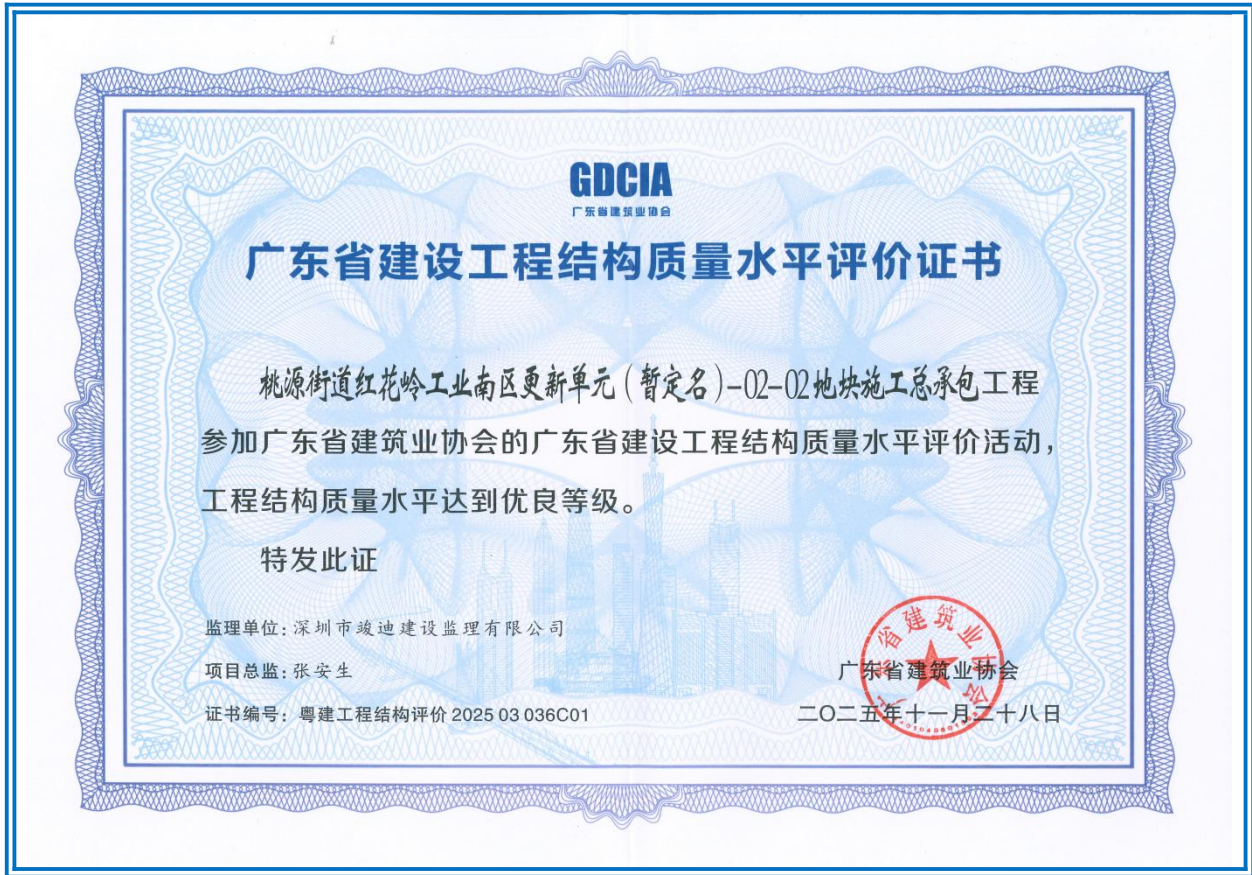 GDCIA
广东省建筑业协会
广东省建设工程结构质量水平评价证书
桃源街道红花岭工业南区更新单元(暂定名)-02-02地块施工总承包工程
参加广东省建筑业协会的广东省建设工程结构质量水平评价活动,
工程结构质量水平达到优良等级。
特发此证
监理单位:深圳市竣迪建设监理有限公司
项目总监:张安生
证书编号:粤建工程结构评价 2025 03 036C01
广东省建筑业协会
二〇二五年十一月二十八日
广东省建筑业协会